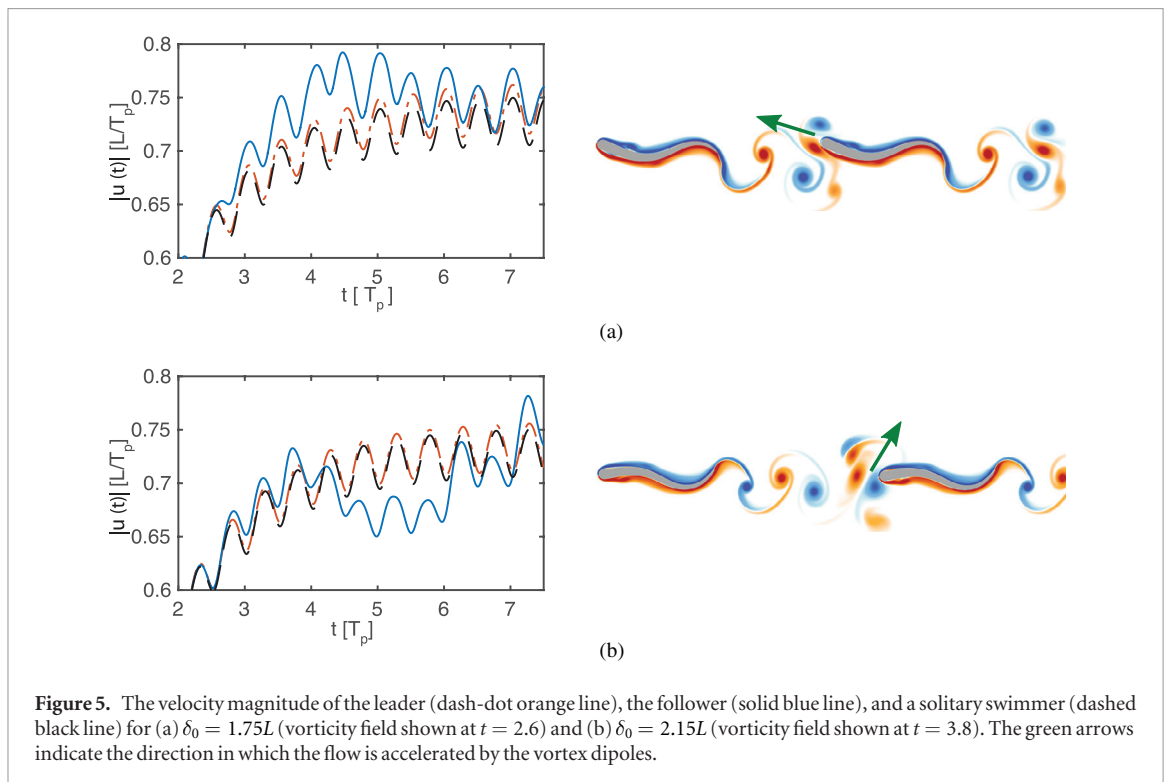 0.8
0.75
0.7
0.65
0.6
|u (t)| [L/T_p]
2 3 4 5 6 7
t [ T_p]
(a)
0.8
0.75
0.7
0.65
0.6
|u (t)| [L/T_p]
2 3 4 5 6 7
t [T_p]
(b)
Figure 5. The velocity magnitude of the leader (dash-dot orange line), the follower (solid blue line), and a solitary swimmer (dashed
black line) for (a) δ₀ = 1.75L (vorticity field shown at t = 2.6) and (b) δ₀ = 2.15L (vorticity field shown at t = 3.8). The green arrows
indicate the direction in which the flow is accelerated by the vortex dipoles.